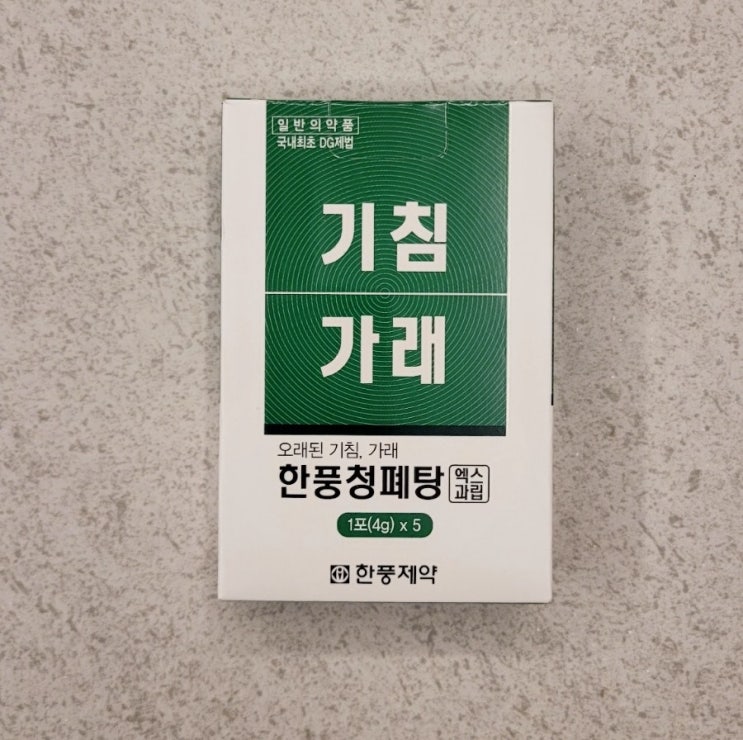 일반의약품
국내최초 DG제법
기침
가래
오래된 기침, 가래
한풍청폐탕 엑스
과립
1포(4g) x 5
한풍제약